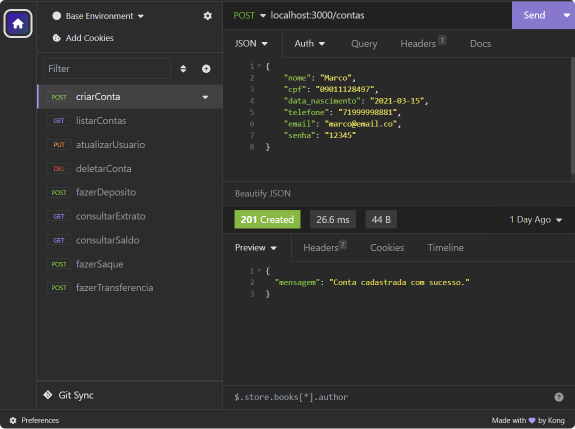 Base Environment
Add Cookies
Filter
POST criarConta
GET listarContas
PUT atualizarUsuario
DEL deletarConta
POST fazerDeposito
GET consultarExtrato
GET consultarSaldo
POST fazerSaque
POST fazerTransferencia
Git Sync
POST localhost:3000/contas Send
JSON Auth Query Headers 1 Docs
1 {
2 "nome": "Marco",
3 "cpf": "09011128497",
4 "data_nascimento": "2021-03-15",
5 "telefone": "71999998881",
6 "email": "marco@email.co",
7 "senha": "12345"
8 }
Beautify JSON
201 Created 26.6 ms 44 B 1 Day Ago
Preview Headers 7 Cookies Timeline
1 {
2 "mensagem": "Conta cadastrada com sucesso."
3 }
$.store.books[*].author
Preferences Made with by Kong